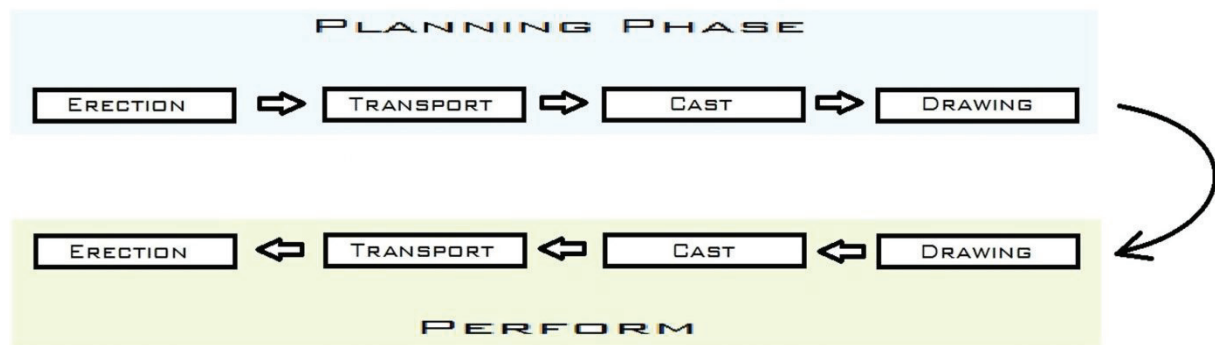 PLANNING PHASE
ERECTION TRANSPORT CAST DRAWING
ERECTION TRANSPORT CAST DRAWING
PERFORM